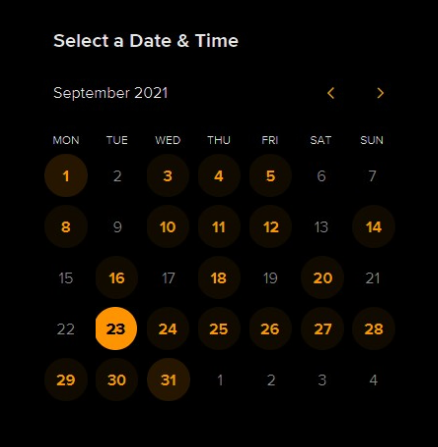 Select a Date & Time
September 2021
MON TUE WED THU FRI SAT SUN
1 2 3 4 5 6 7
8 9 10 11 12 13 14
15 16 17 18 19 20 21
22 23 24 25 26 27 28
29 30 31 1 2 3 4